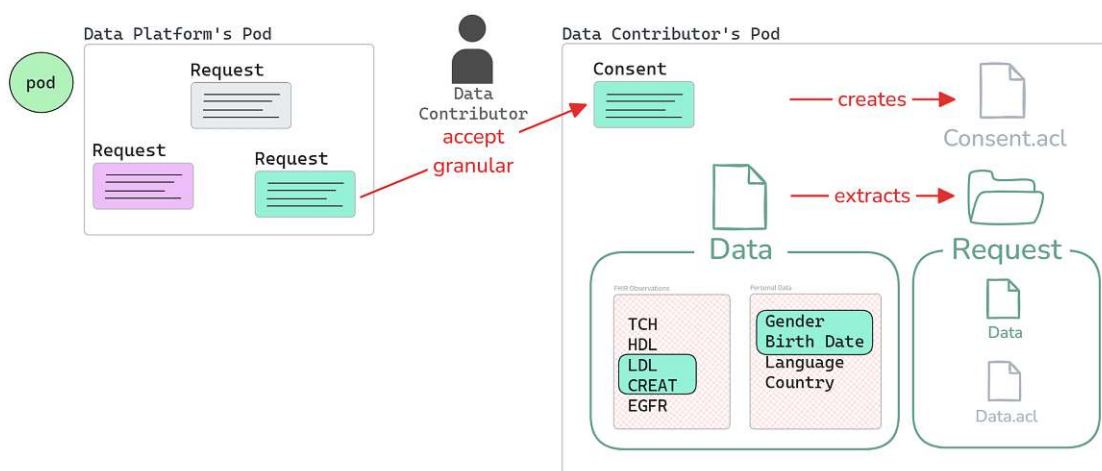 Data Platform's Pod
pod
Request
Request
Request
Data
Contributor
accept
granular
Data Contributor's Pod
Consent
creates
Consent.acl
extracts
Data
Request
FHIR Observations
TCH
HDL
LDL
CREAT
EGFR
Personal Data
Gender
Birth Date
Language
Country
Data
Data.acl